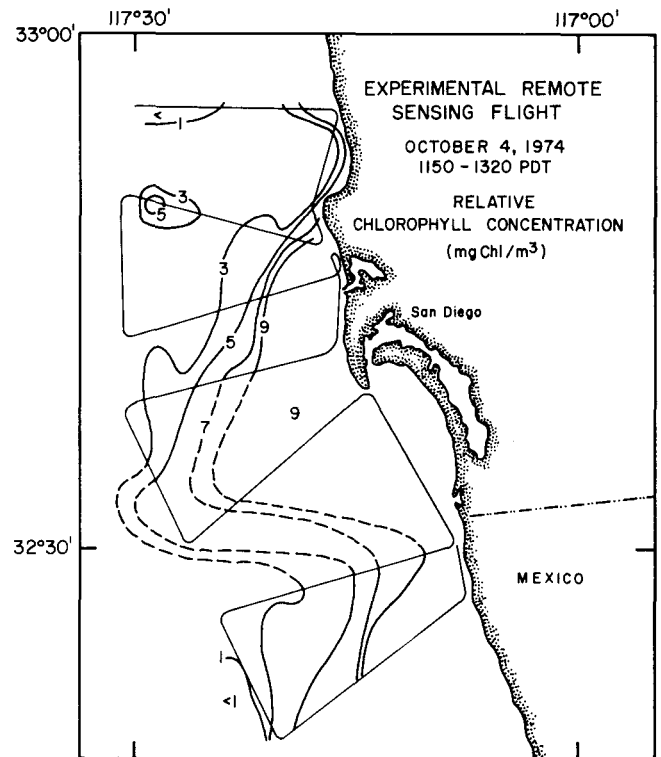 117°30'
117°00'
33°00'
EXPERIMENTAL REMOTE
SENSING FLIGHT
OCTOBER 4, 1974
1150 - 1320 PDT
RELATIVE
CHLOROPHYLL CONCENTRATION
(mg Chl/m³)
<1
3
5
3
San Diego
5
9
9
7
32°30'
MEXICO
1
<1